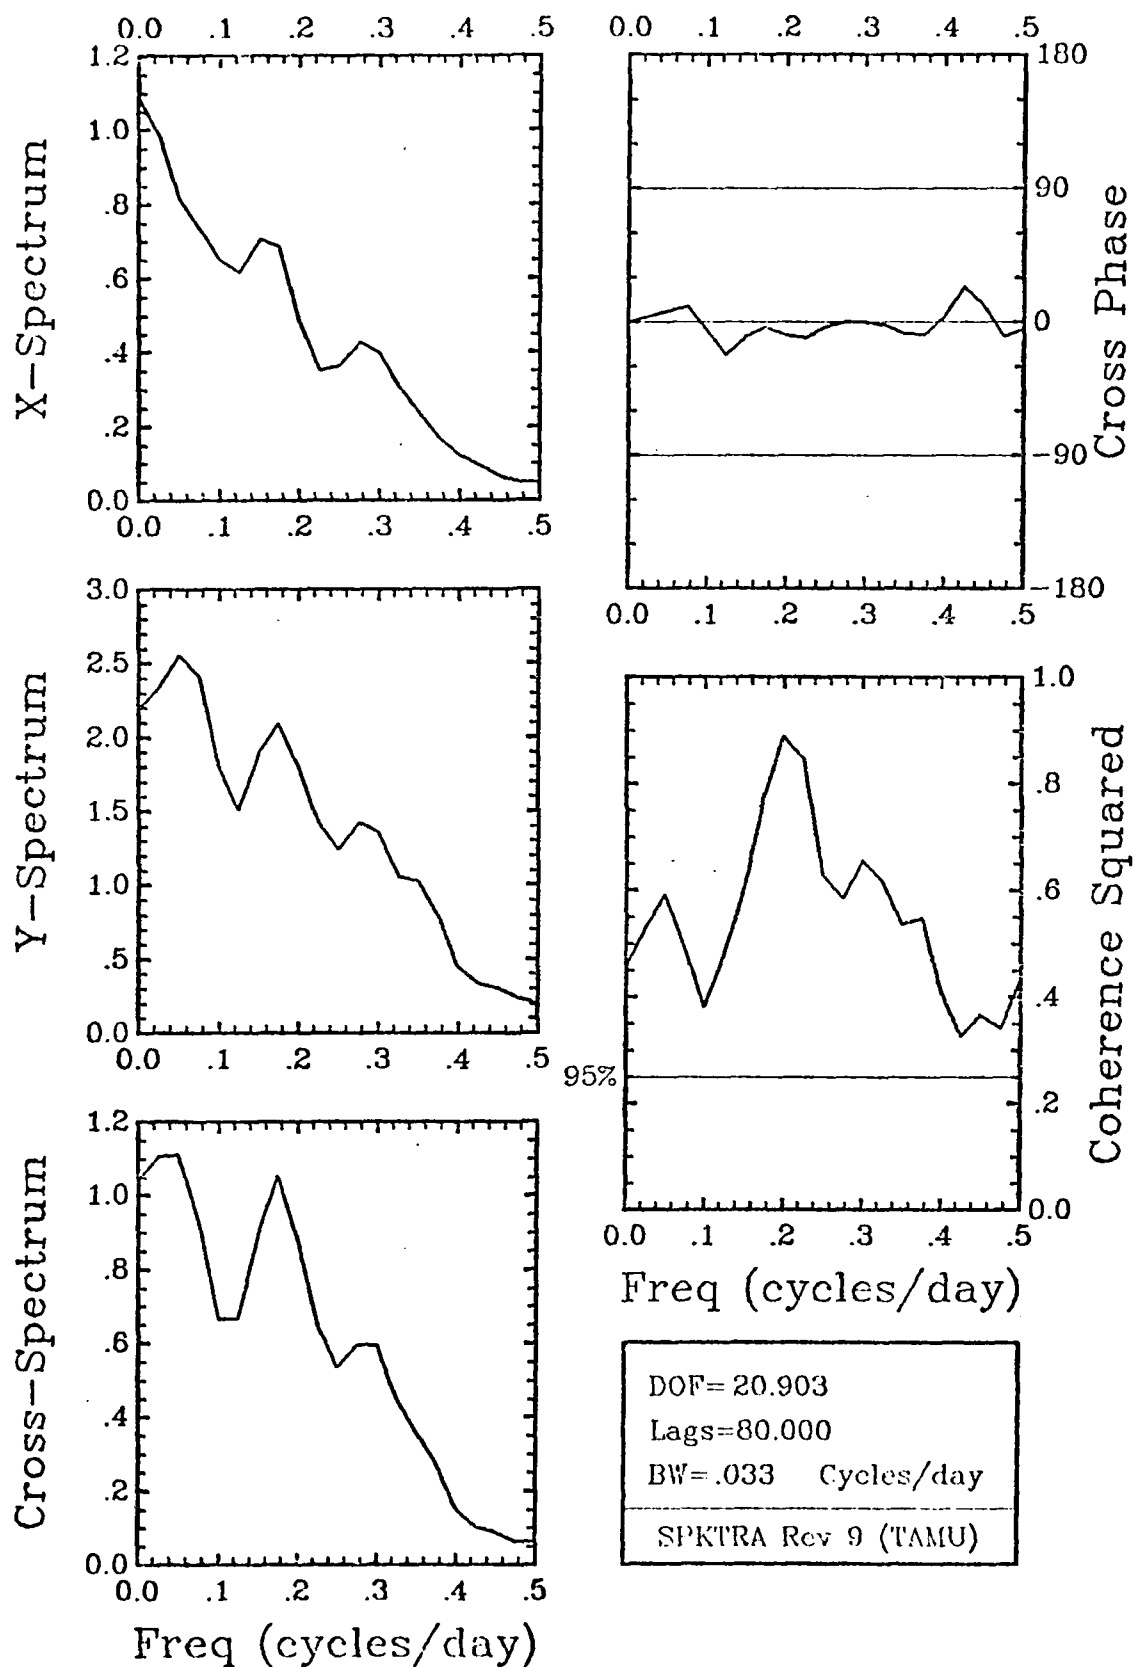 0.0 .1 .2 .3 .4 .5
1.2
1.0
.8
.6
.4
.2
0.0
X-Spectrum
0.0 .1 .2 .3 .4 .5
3.0
2.5
2.0
1.5
1.0
.5
0.0
Y-Spectrum
0.0 .1 .2 .3 .4 .5
1.2
1.0
.8
.6
.4
.2
0.0
Cross-Spectrum
0.0 .1 .2 .3 .4 .5
Freq (cycles/day)
0.0 .1 .2 .3 .4 .5
180
90
0
-90
-180
Cross Phase
0.0 .1 .2 .3 .4 .5
1.0
.8
.6
.4
95%
.2
0.0
Coherence Squared
0.0 .1 .2 .3 .4 .5
Freq (cycles/day)
DOF= 20.903
Lags=80.000
BW= .033 Cycles/day
SPKTRA Rev 9 (TAMU)